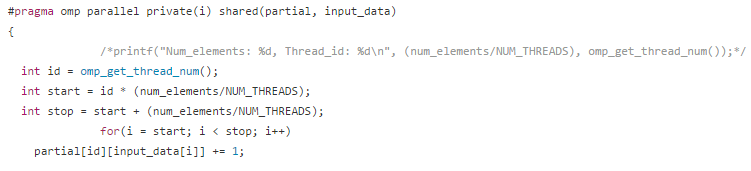 #pragma omp parallel private(i) shared(partial, input_data)
{
/*printf("Num_elements: %d, Thread_id: %d\n", (num_elements/NUM_THREADS), omp_get_thread_num());*/
int id = omp_get_thread_num();
int start = id * (num_elements/NUM_THREADS);
int stop = start + (num_elements/NUM_THREADS);
for(i = start; i < stop; i++)
partial[id][input_data[i]] += 1;